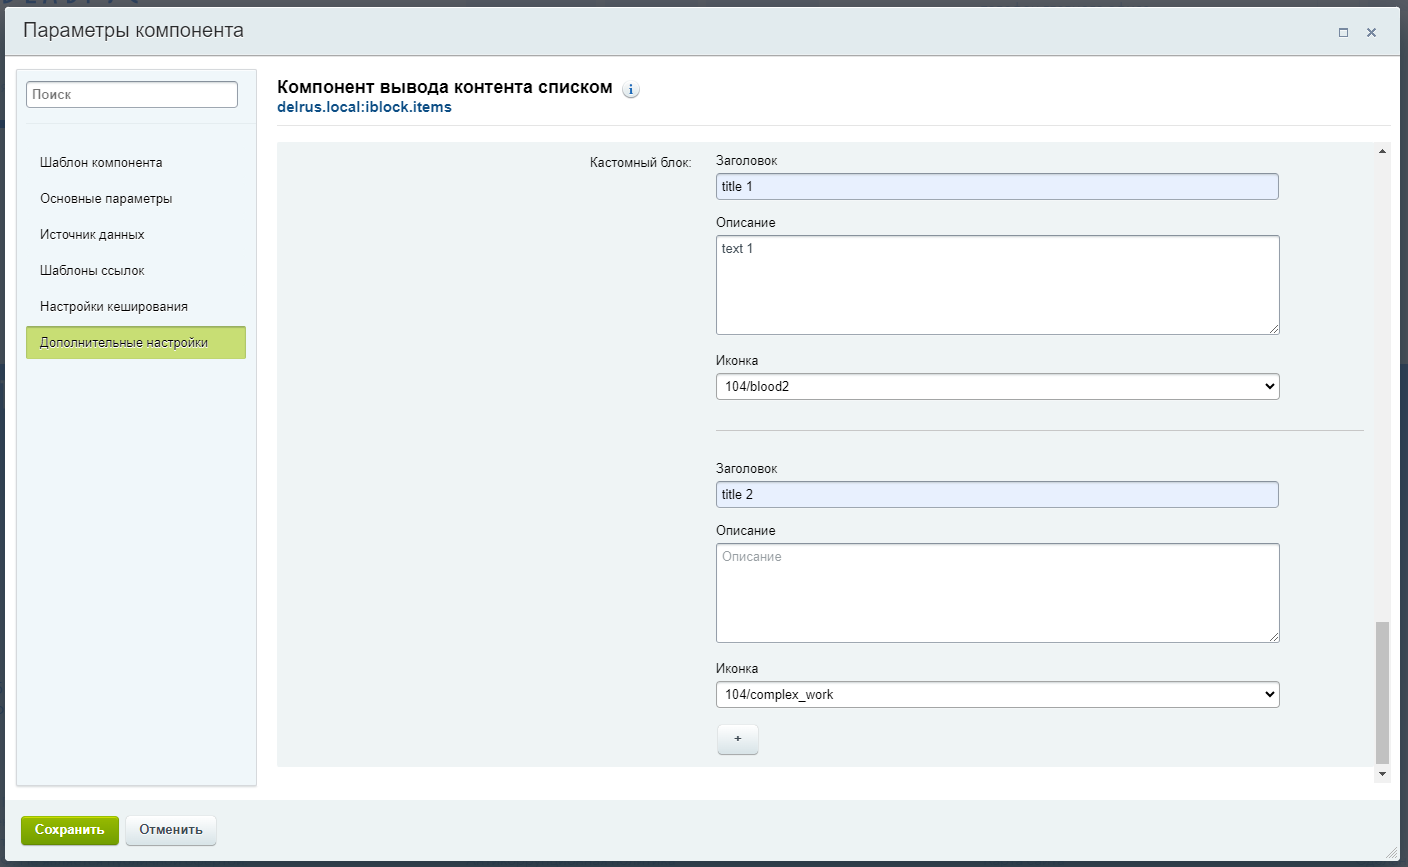 Параметры компонента
Поиск
Шаблон компонента
Основные параметры
Источник данных
Шаблоны ссылок
Настройки кеширования
Дополнительные настройки
Компонент вывода контента списком
delrus.local:iblock.items
Кастомный блок:
Заголовок
title 1
Описание
text 1
Иконка
104/blood2
Заголовок
title 2
Описание
Описание
Иконка
104/complex_work
+
Сохранить
Отменить